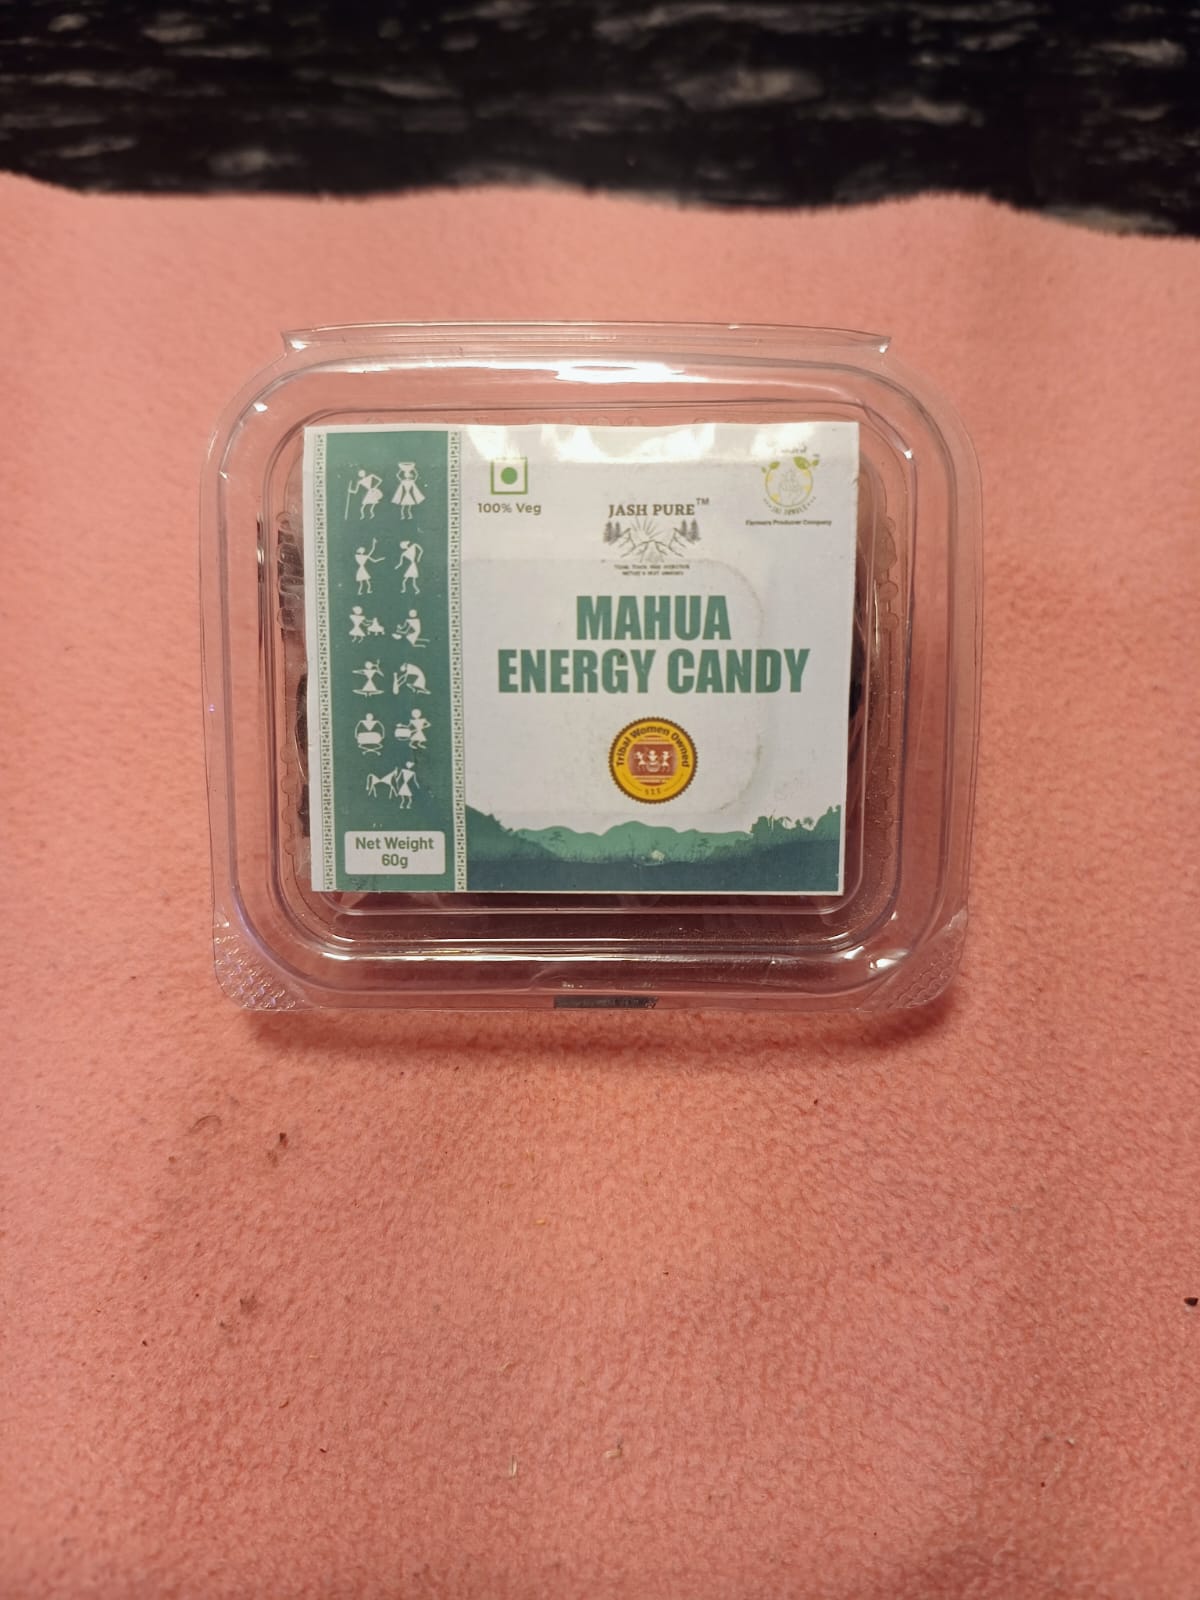 100% Veg
JASH PURE™
MAHUA
ENERGY CANDY
Tribal Women Owned
Farmers Producer Company
Net Weight
60g